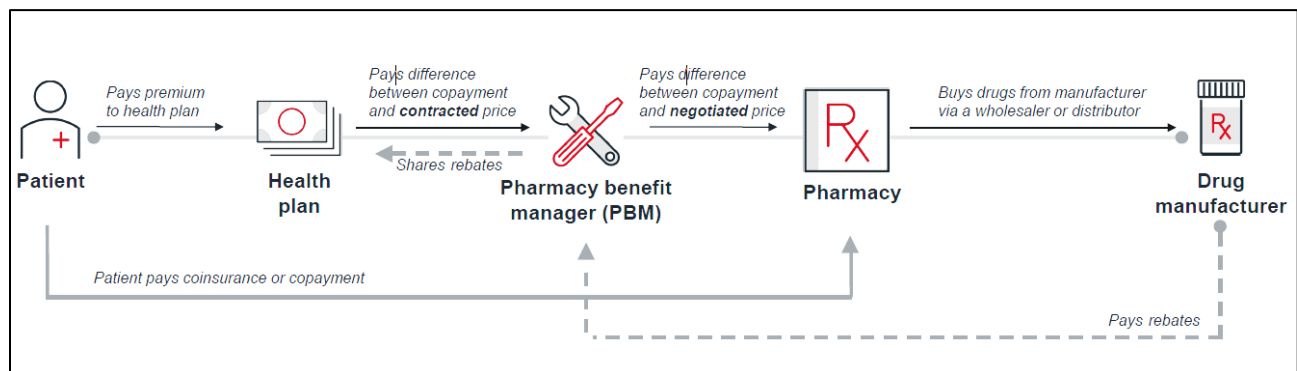 Pays premium
to health plan
Pays difference
between copayment
and contracted price
Pays difference
between copayment
and negotiated price
Buys drugs from manufacturer
via a wholesaler or distributor
Shares rebates
Rx
Rx
Patient
Health
plan
Pharmacy benefit
manager (PBM)
Pharmacy
Drug
manufacturer
Patient pays coinsurance or copayment
Pays rebates